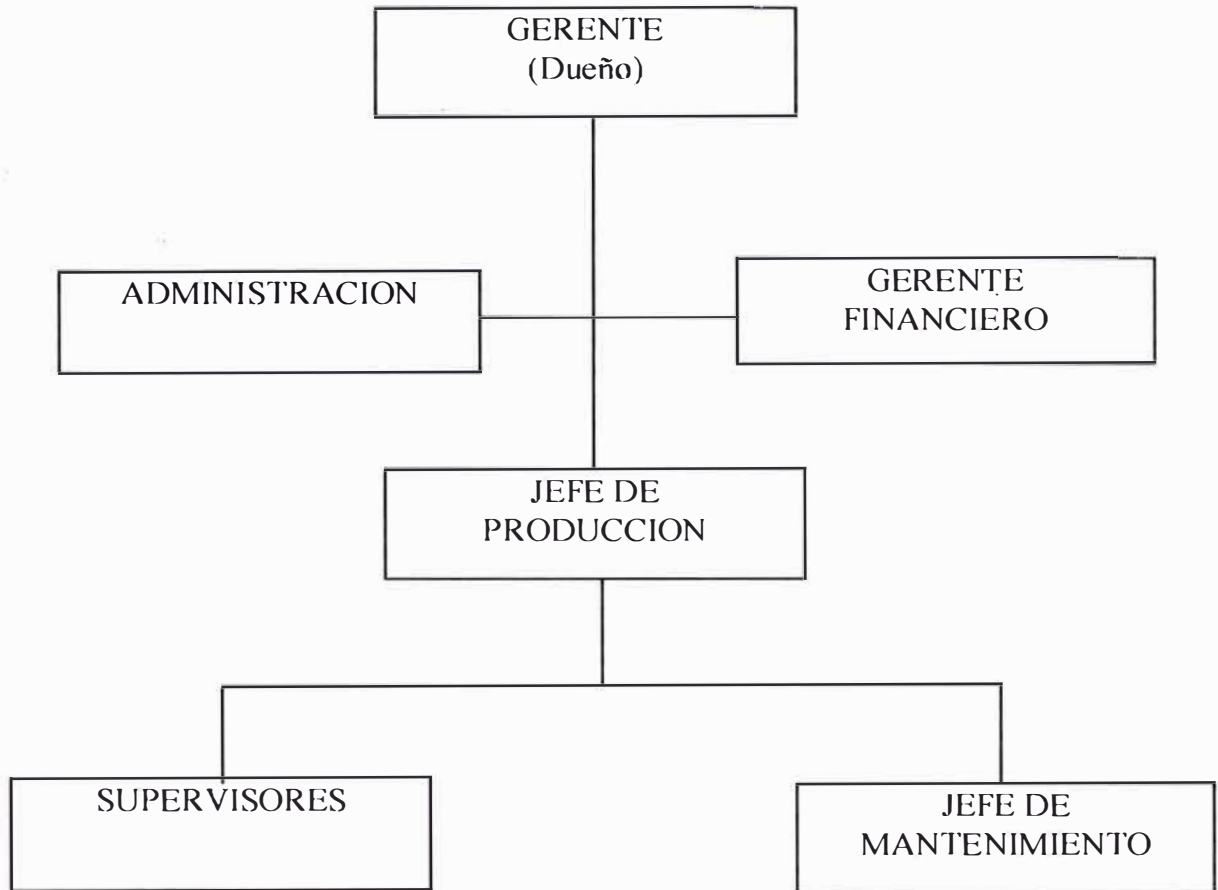 GERENTE
(Dueño)
ADMINISTRACION
GERENTE
FINANCIERO
JEFE DE
PRODUCCION
SUPERVISORES
JEFE DE
MANTENIMIENTO